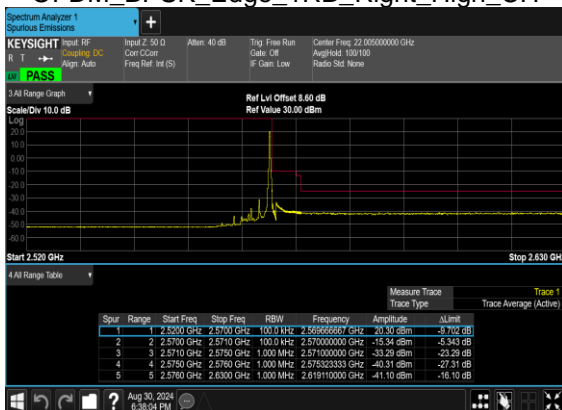 Spectrum Analyzer 1
Spurious Emissions
+
KEYSIGHT Input: RF Input Z: 50 Ω Atten: 40 dB Trig: Free Run Center Freq: 22.005000000 GHz
R T Coupling: DC Corr CCorr Gate: Off Avg|Hold: 100/100
Align: Auto Freq Ref: Int (S) IF Gain: Low Radio Std: None
PASS
3 All Range Graph Ref Lvl Offset 8.60 dB
Scale/Div 10.0 dB Ref Value 30.00 dBm
Log
20.0
10.0
0.00
-10.0
-20.0
-30.0
-40.0
-50.0
-60.0
Start 2.520 GHz Stop 2.630 GHz
4 All Range Table
Measure Trace Trace 1
Trace Type Trace Average (Active)
Spur Range Start Freq Stop Freq RBW Frequency Amplitude ΔLimit
1 1 2.5200 GHz 2.5700 GHz 100.0 kHz 2.569666667 GHz 20.30 dBm -9.702 dB
2 2 2.5700 GHz 2.5710 GHz 100.0 kHz 2.570000000 GHz -15.34 dBm -5.343 dB
3 3 2.5710 GHz 2.5750 GHz 1.000 MHz 2.571000000 GHz -33.29 dBm -23.29 dB
4 4 2.5750 GHz 2.5760 GHz 1.000 MHz 2.575323333 GHz -40.31 dBm -27.31 dB
5 5 2.5760 GHz 2.6300 GHz 1.000 MHz 2.619110000 GHz -41.10 dBm -16.10 dB
? Aug 30, 2024
6:38:04 PM